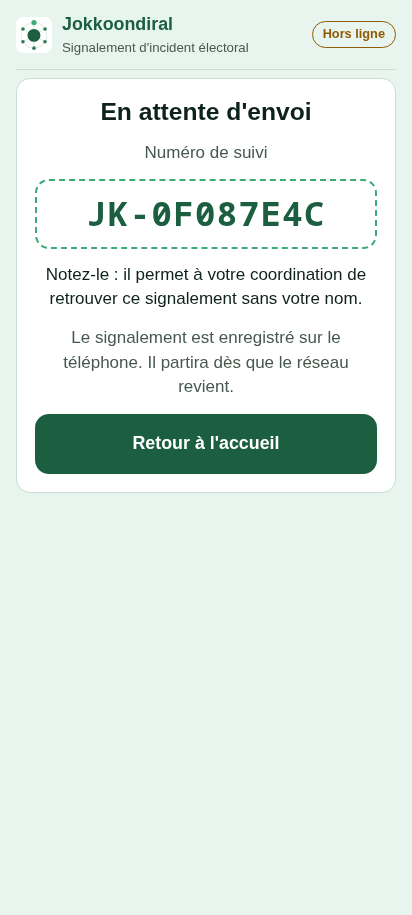 Jokkoondiral
Signalement d'incident électoral
Hors ligne
En attente d'envoi
Numéro de suivi
JK-0F087E4C
Notez-le : il permet à votre coordination de
retrouver ce signalement sans votre nom.
Le signalement est enregistré sur le
téléphone. Il partira dès que le réseau
revient.
Retour à l'accueil